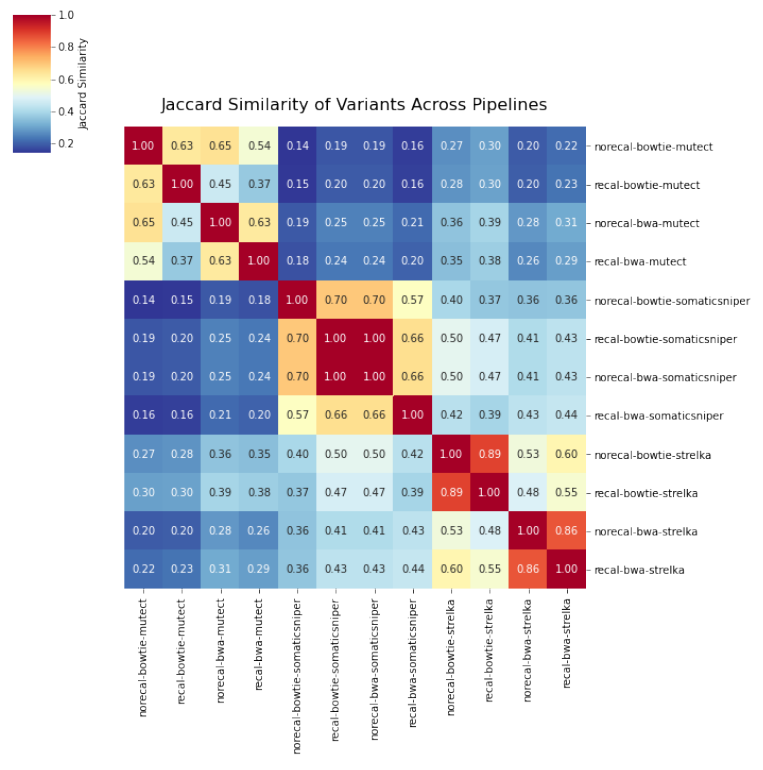 1.0
0.8
0.6
0.4
0.2
Jaccard Similarity
Jaccard Similarity of Variants Across Pipelines
1.00 0.63 0.65 0.54 0.14 0.19 0.19 0.16 0.27 0.30 0.20 0.22 norecal-bowtie-mutect
0.63 1.00 0.45 0.37 0.15 0.20 0.20 0.16 0.28 0.30 0.20 0.23 recal-bowtie-mutect
0.65 0.45 1.00 0.63 0.19 0.25 0.25 0.21 0.36 0.39 0.28 0.31 norecal-bwa-mutect
0.54 0.37 0.63 1.00 0.18 0.24 0.24 0.20 0.35 0.38 0.26 0.29 recal-bwa-mutect
0.14 0.15 0.19 0.18 1.00 0.70 0.70 0.57 0.40 0.37 0.36 0.36 norecal-bowtie-somaticsniper
0.19 0.20 0.25 0.24 0.70 1.00 1.00 0.66 0.50 0.47 0.41 0.43 recal-bowtie-somaticsniper
0.19 0.20 0.25 0.24 0.70 1.00 1.00 0.66 0.50 0.47 0.41 0.43 norecal-bwa-somaticsniper
0.16 0.16 0.21 0.20 0.57 0.66 0.66 1.00 0.42 0.39 0.43 0.44 recal-bwa-somaticsniper
0.27 0.28 0.36 0.35 0.40 0.50 0.50 0.42 1.00 0.89 0.53 0.60 norecal-bowtie-strelka
0.30 0.30 0.39 0.38 0.37 0.47 0.47 0.39 0.89 1.00 0.48 0.55 recal-bowtie-strelka
0.20 0.20 0.28 0.26 0.36 0.41 0.41 0.43 0.53 0.48 1.00 0.86 norecal-bwa-strelka
0.22 0.23 0.31 0.29 0.36 0.43 0.43 0.44 0.60 0.55 0.86 1.00 recal-bwa-strelka
norecal-bowtie-mutect
recal-bowtie-mutect
norecal-bwa-mutect
recal-bwa-mutect
norecal-bowtie-somaticsniper
recal-bowtie-somaticsniper
norecal-bwa-somaticsniper
recal-bwa-somaticsniper
norecal-bowtie-strelka
recal-bowtie-strelka
norecal-bwa-strelka
recal-bwa-strelka